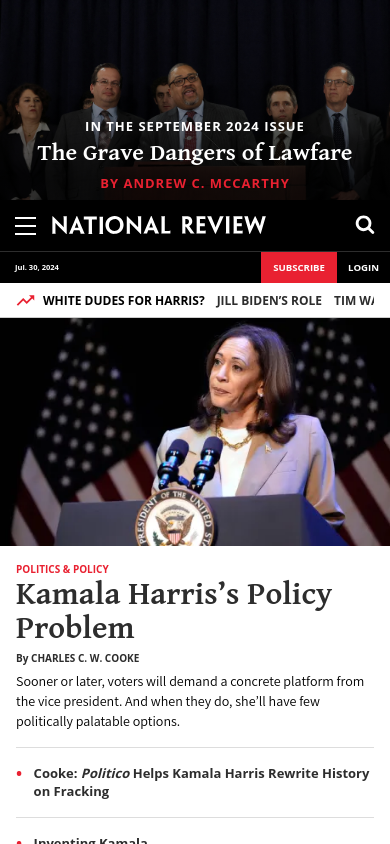 IN THE SEPTEMBER 2024 ISSUE
The Grave Dangers of Lawfare
BY ANDREW C. MCCARTHY
NATIONAL REVIEW
Jul. 30, 2024
SUBSCRIBE
LOGIN
WHITE DUDES FOR HARRIS? JILL BIDEN'S ROLE TIM WA
PRESIDENT OF THE UNITED STATES
POLITICS & POLICY
Kamala Harris's Policy
Problem
By CHARLES C. W. COOKE
Sooner or later, voters will demand a concrete platform from
the vice president. And when they do, she'll have few
politically palatable options.
• Cooke: Politico Helps Kamala Harris Rewrite History
on Fracking
• Inventing Kamala